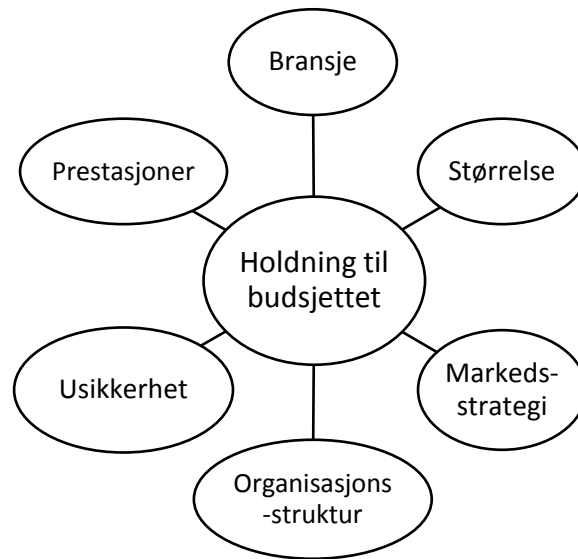 Bransje
Prestasjoner
Størrelse
Holdning til
budsjettet
Usikkerhet
Markeds-
strategi
Organisasjons
-struktur